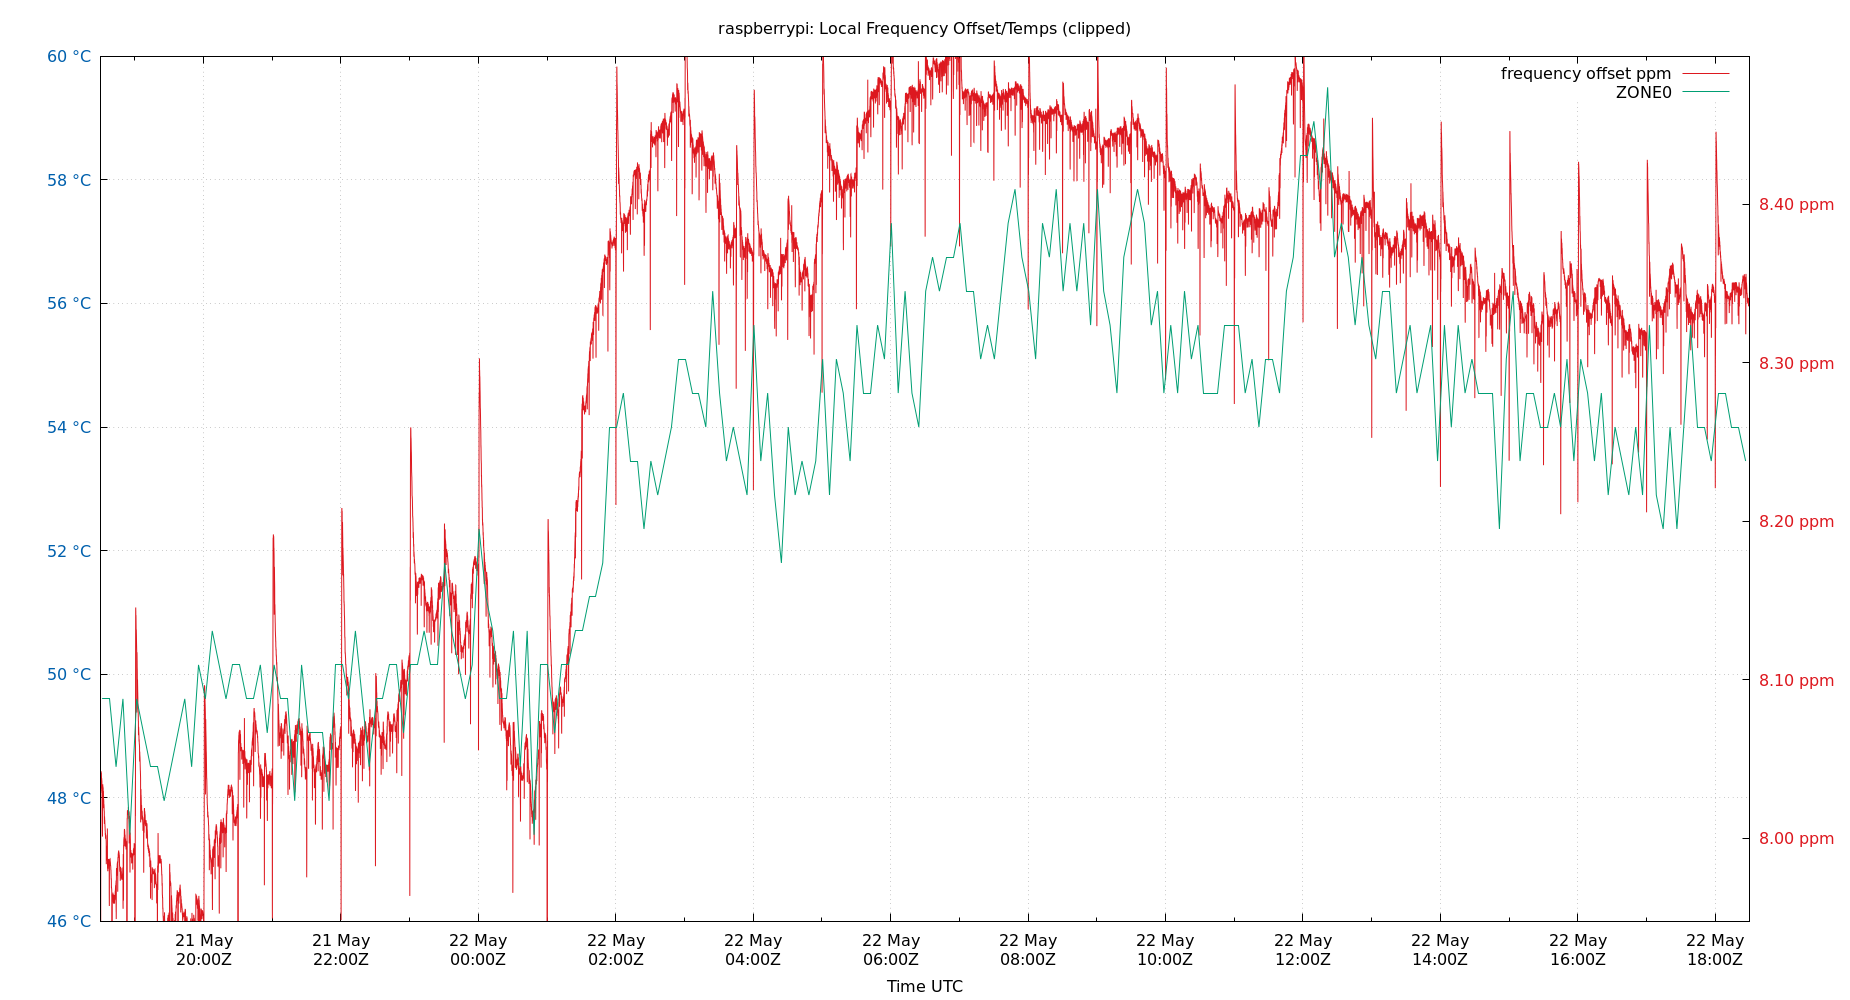 raspberrypi: Local Frequency Offset/Temps (clipped)
frequency offset ppm
ZONE0
60 °C
58 °C
56 °C
54 °C
52 °C
50 °C
48 °C
46 °C
8.40 ppm
8.30 ppm
8.20 ppm
8.10 ppm
8.00 ppm
21 May 21 May 22 May 22 May 22 May 22 May 22 May 22 May 22 May 22 May 22 May 22 May
20:00Z 22:00Z 00:00Z 02:00Z 04:00Z 06:00Z 08:00Z 10:00Z 12:00Z 14:00Z 16:00Z 18:00Z
Time UTC